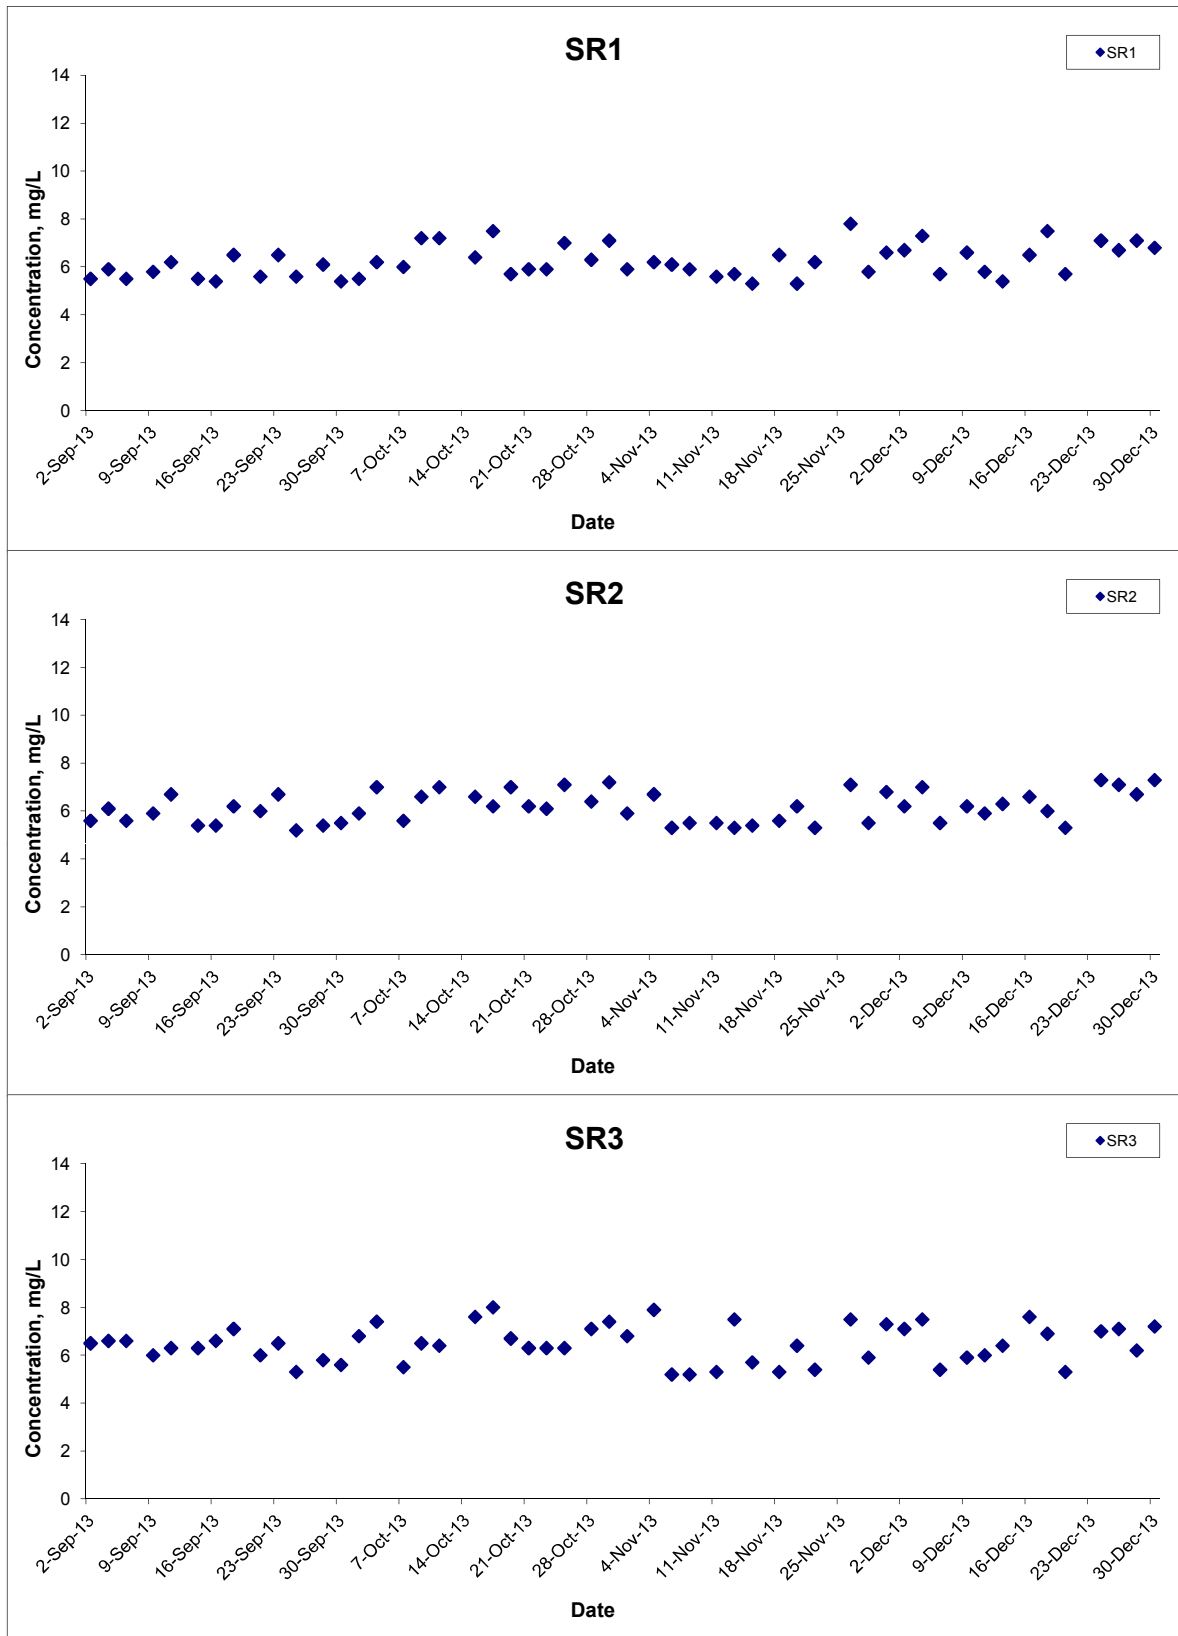 SR1
SR1
14
12
10
8
6
4
2
0
Concentration, mg/L
2-Sep-13
9-Sep-13
16-Sep-13
23-Sep-13
30-Sep-13
7-Oct-13
14-Oct-13
21-Oct-13
28-Oct-13
4-Nov-13
11-Nov-13
18-Nov-13
25-Nov-13
2-Dec-13
9-Dec-13
16-Dec-13
23-Dec-13
30-Dec-13
Date
SR2
SR2
14
12
10
8
6
4
2
0
Concentration, mg/L
2-Sep-13
9-Sep-13
16-Sep-13
23-Sep-13
30-Sep-13
7-Oct-13
14-Oct-13
21-Oct-13
28-Oct-13
4-Nov-13
11-Nov-13
18-Nov-13
25-Nov-13
2-Dec-13
9-Dec-13
16-Dec-13
23-Dec-13
30-Dec-13
Date
SR3
SR3
14
12
10
8
6
4
2
0
Concentration, mg/L
2-Sep-13
9-Sep-13
16-Sep-13
23-Sep-13
30-Sep-13
7-Oct-13
14-Oct-13
21-Oct-13
28-Oct-13
4-Nov-13
11-Nov-13
18-Nov-13
25-Nov-13
2-Dec-13
9-Dec-13
16-Dec-13
23-Dec-13
30-Dec-13
Date